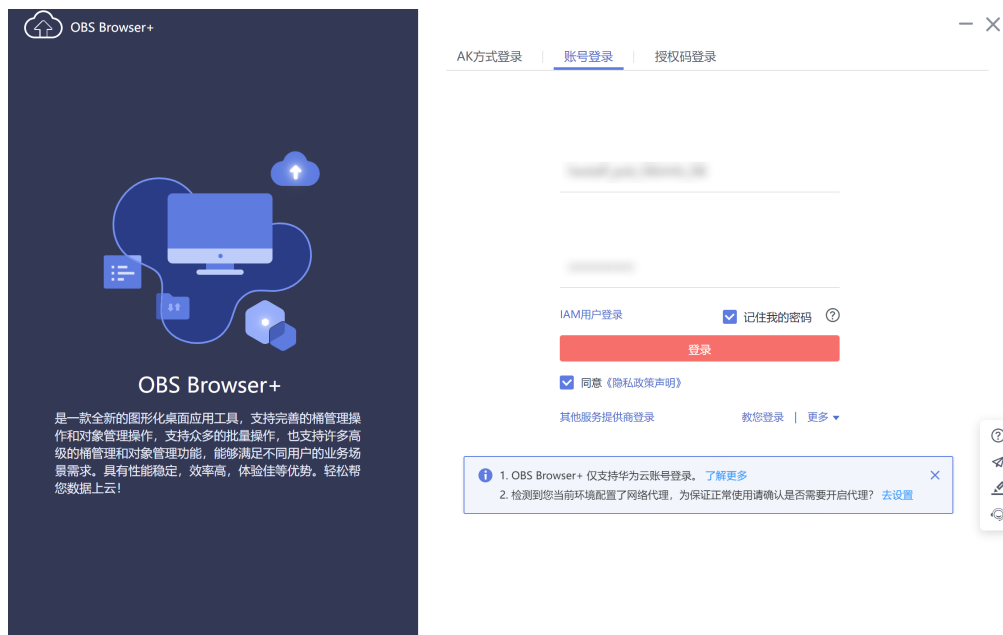 OBS Browser+
AK方式登录
账号登录
授权码登录
IAM用户登录
记住我的密码
登录
同意《隐私政策声明》
其他服务提供商登录
教您登录 | 更多
OBS Browser+
是一款全新的图形化桌面应用工具，支持完善的桶管理操
作和对象管理操作，支持众多的批量操作，也支持许多高
级的桶管理和对象管理功能，能够满足不同用户的业务场
景需求。具有性能稳定，效率高，体验佳等优势。轻松帮
您数据上云！
1. OBS Browser+ 仅支持华为云账号登录。 了解更多
2. 检测到您当前环境配置了网络代理，为保证正常使用请确认是否需要开启代理？ 去设置